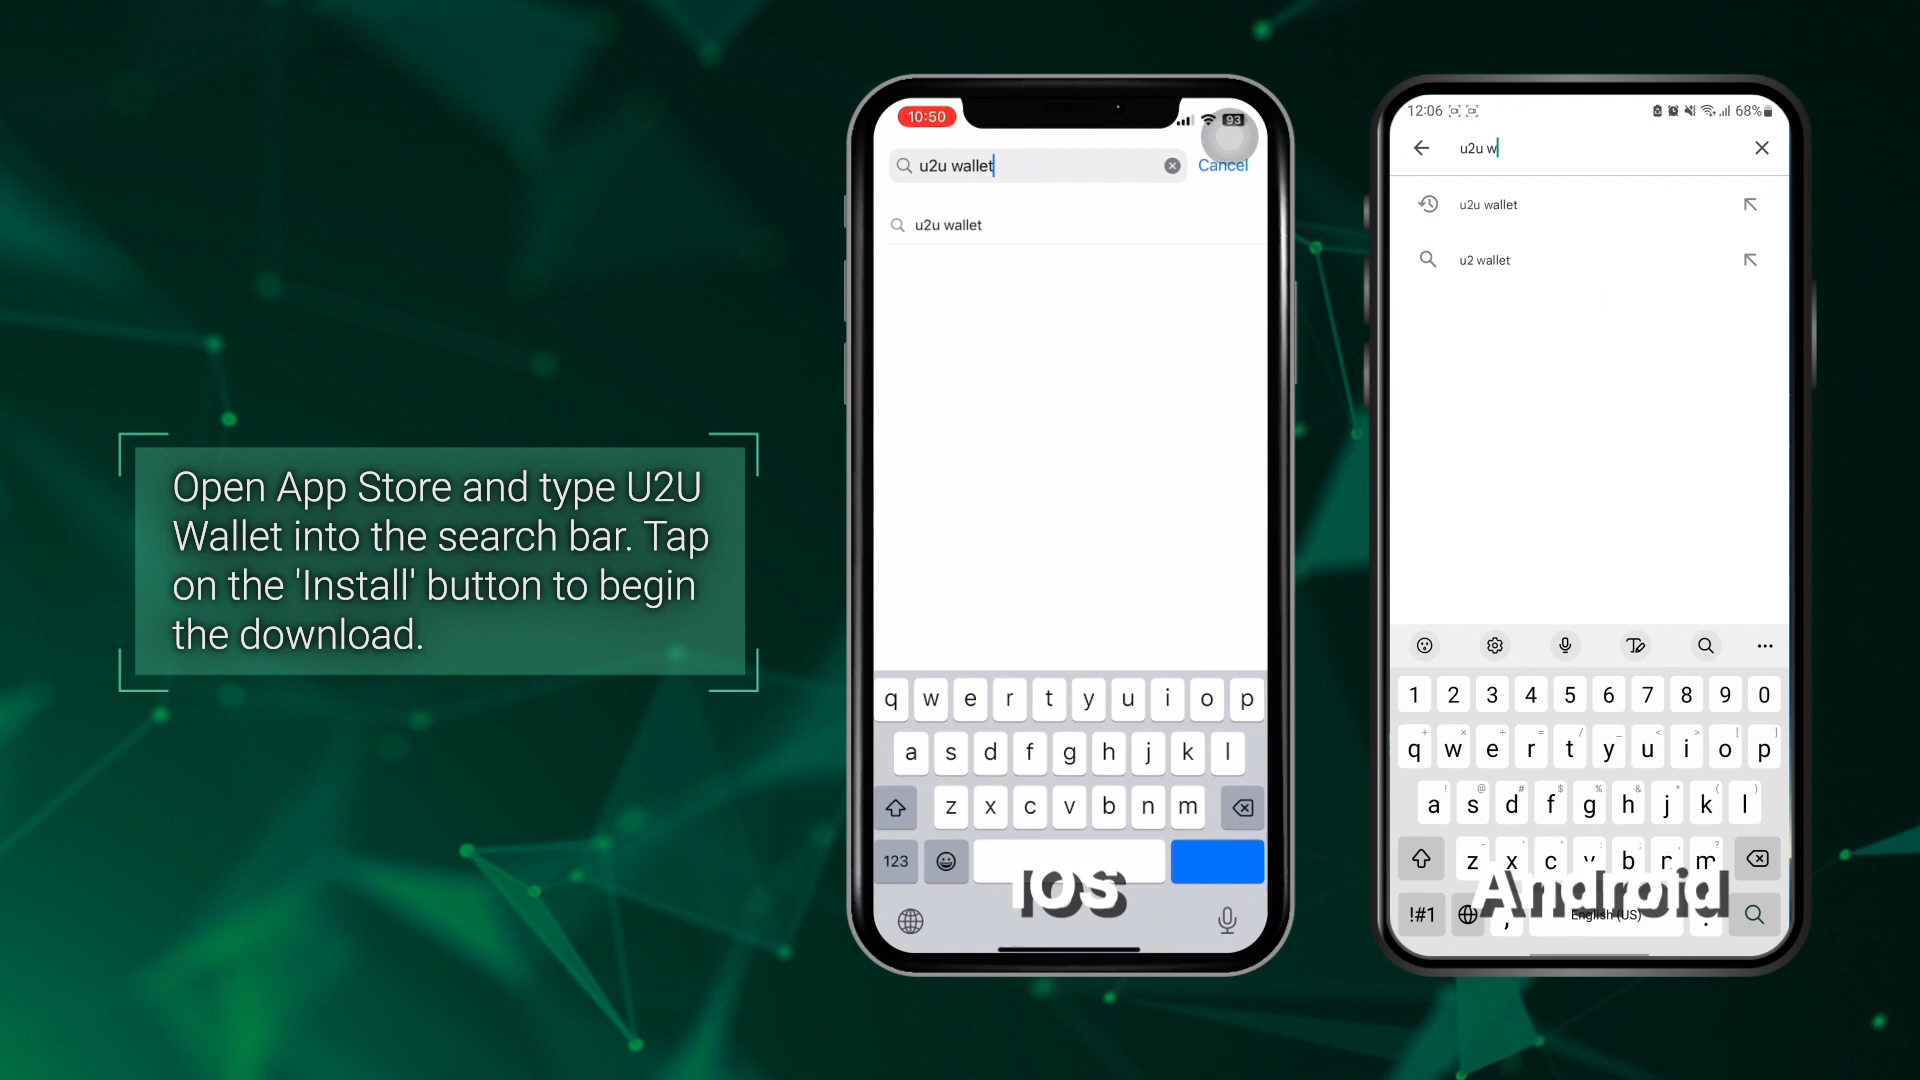 Open App Store and type U2U
Wallet into the search bar. Tap
on the 'Install' button to begin
the download.
10:50
93
u2u wallet
Cancel
u2u wallet
q w e r t y u i o p
a s d f g h j k l
z x c v b n m
123
IOS
12:06
68%
u2u w
u2u wallet
u2 wallet
1 2 3 4 5 6 7 8 9 0
q w e r t y u i o p
a s d f g h j k l
z x c v b n m
!#1
English (US)
Android